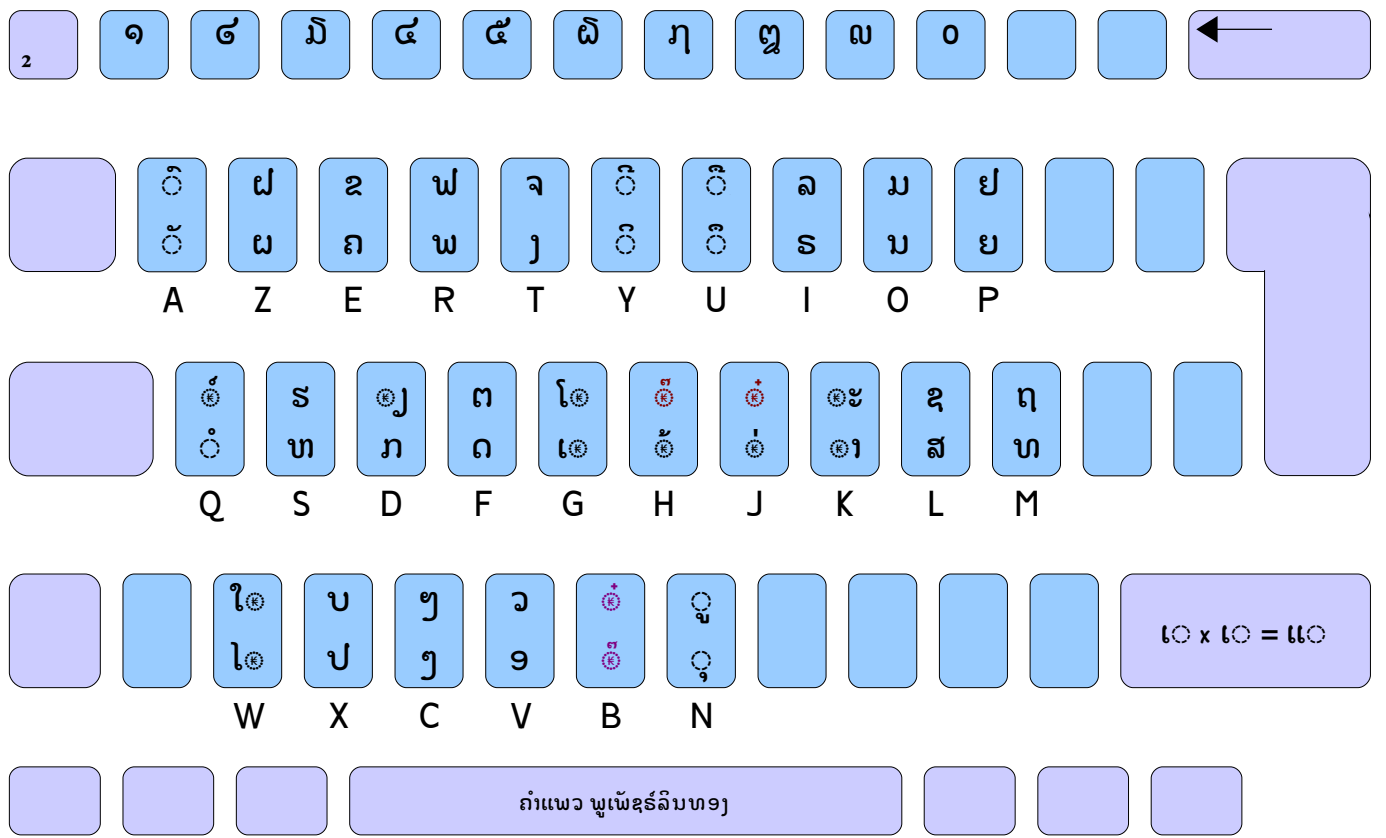 2 ໑ ໒ ໓ ໔ ໕ ໖ ໗ ໘ ໙ ໐
◌ົ ຝ ຂ ຟ ຈ ◌ີ ◌ື ລ ມ ຢ
◌ັ ຜ ຄ ພ ງ ◌ິ ◌ຶ ຣ ນ ຍ
A Z E R T Y U I O P
◌໌ ຮ ◌ຽ ຕ ໂ◌ ◌໊ ◌໋ ◌ະ ຊ ຖ
◌ໍ ຫ ກ ດ ເ◌ ◌້ ◌່ ◌າ ສ ທ
Q S D F G H J K L M
ໃ◌ ບ ຯ ວ ◌໋ ◌ູ
ໄ◌ ປ ໆ ອ ◌໊ ◌ຸ
ເ◌ x ເ◌ = ແ◌
W X C V B N
ຄຳແພວ ພູເພັຊຣ໌ລິນທອງ